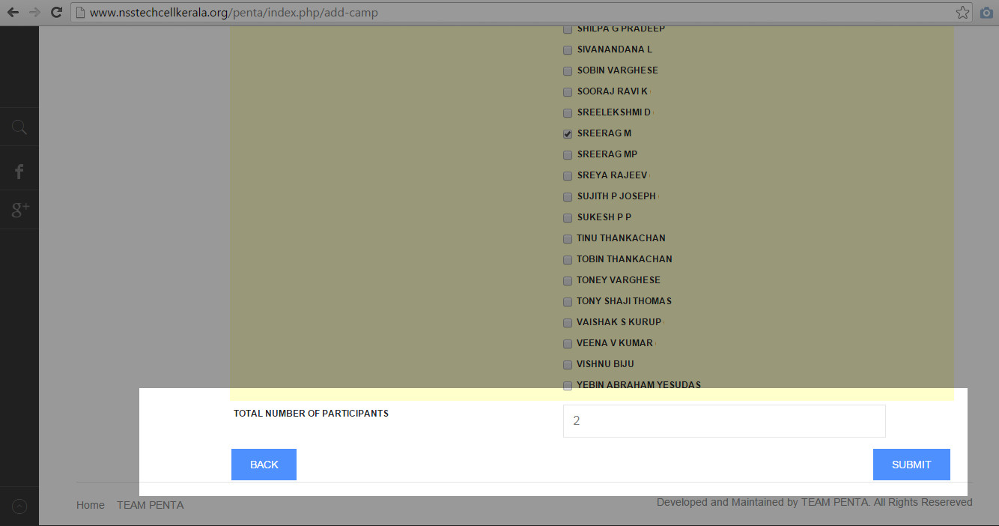 www.nsstechcellkerala.org/penta/index.php/add-camp
SHILPA G PRADEEP
SIVANANDANA L
SOBIN VARGHESE
SOORAJ RAVI K
SREELEKSHMI D
SREERAG M
SREERAG MP
SREYA RAJEEV
SUJITH P JOSEPH
SUKESH P P
TINU THANKACHAN
TOBIN THANKACHAN
TONEY VARGHESE
TONY SHAJI THOMAS
VAISHAK S KURUP
VEENA V KUMAR
VISHNU BIJU
YEBIN ABRAHAM YESUDAS
TOTAL NUMBER OF PARTICIPANTS
2
BACK
SUBMIT
Home TEAM PENTA
Developed and Maintained by TEAM PENTA. All Rights Resereved
f
g+